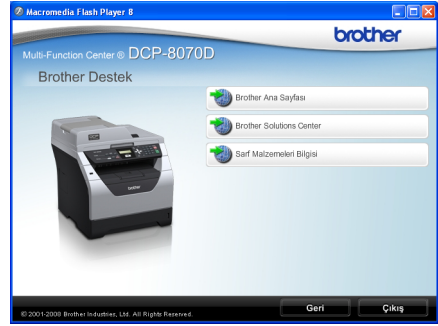 Macromedia Flash Player 8
brother
Multi-Function Center ® DCP-8070D
Brother Destek
Brother Ana Sayfası
Brother Solutions Center
Sarf Malzemeleri Bilgisi
Geri
Çıkış
© 2001-2008 Brother Industries, Ltd. All Rights Reserved.